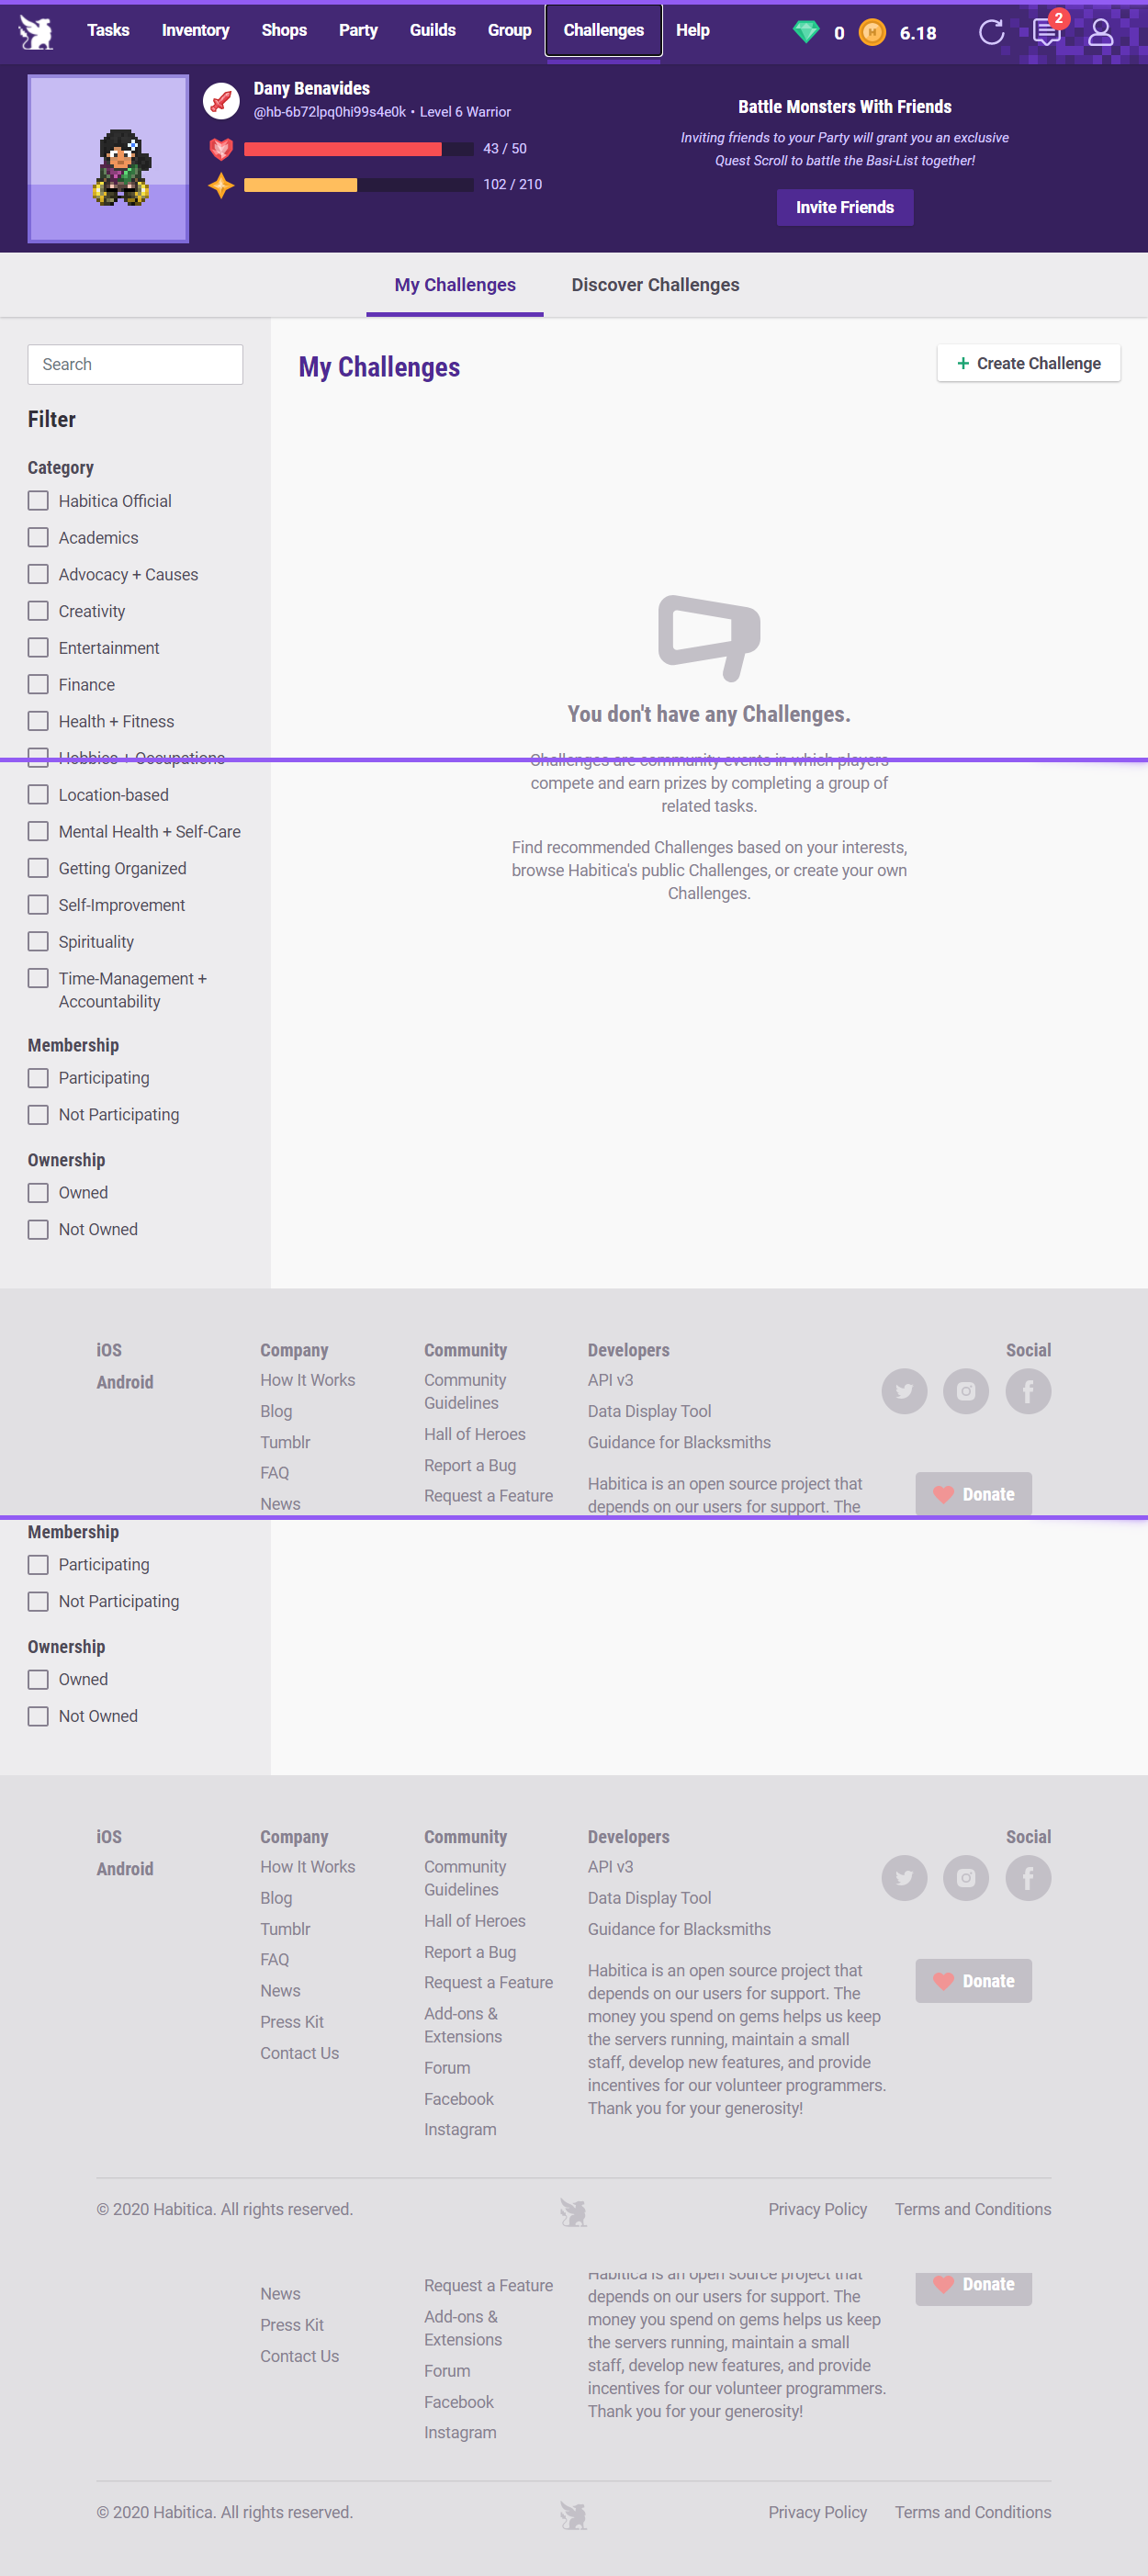 Tasks Inventory Shops Party Guilds Group Challenges Help 0 6.18 2
Dany Benavides
@hb-6b72lpq0hi99s4e0k • Level 6 Warrior
43 / 50
102 / 210
Battle Monsters With Friends
Inviting friends to your Party will grant you an exclusive
Quest Scroll to battle the Basi-List together!
Invite Friends
My Challenges Discover Challenges
Search
Filter
Category
Habitica Official
Academics
Advocacy + Causes
Creativity
Entertainment
Finance
Health + Fitness
Hobbies + Occupations
Location-based
Mental Health + Self-Care
Getting Organized
Self-Improvement
Spirituality
Time-Management +
Accountability
Membership
Participating
Not Participating
Ownership
Owned
Not Owned
My Challenges
+ Create Challenge
You don't have any Challenges.
Challenges are community events in which players
compete and earn prizes by completing a group of
related tasks.
Find recommended Challenges based on your interests,
browse Habitica's public Challenges, or create your own
Challenges.
iOS
Android
Company
How It Works
Blog
Tumblr
FAQ
News
Community
Community
Guidelines
Hall of Heroes
Report a Bug
Request a Feature
Developers
API v3
Data Display Tool
Guidance for Blacksmiths
Habitica is an open source project that
depends on our users for support. The
Social
Donate
Membership
Participating
Not Participating
Ownership
Owned
Not Owned
iOS
Android
Company
How It Works
Blog
Tumblr
FAQ
News
Press Kit
Contact Us
Community
Community
Guidelines
Hall of Heroes
Report a Bug
Request a Feature
Add-ons &
Extensions
Forum
Facebook
Instagram
Developers
API v3
Data Display Tool
Guidance for Blacksmiths
Habitica is an open source project that
depends on our users for support. The
money you spend on gems helps us keep
the servers running, maintain a small
staff, develop new features, and provide
incentives for our volunteer programmers.
Thank you for your generosity!
Social
Donate
© 2020 Habitica. All rights reserved.
Privacy Policy Terms and Conditions
News
Press Kit
Contact Us
Request a Feature
Add-ons &
Extensions
Forum
Facebook
Instagram
Habitica is an open source project that
depends on our users for support. The
money you spend on gems helps us keep
the servers running, maintain a small
staff, develop new features, and provide
incentives for our volunteer programmers.
Thank you for your generosity!
Donate
© 2020 Habitica. All rights reserved.
Privacy Policy Terms and Conditions